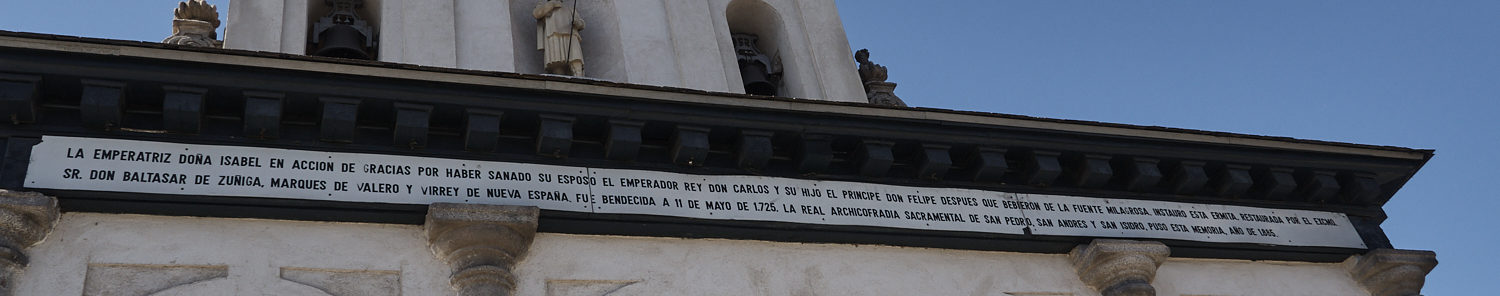 LA EMPERATRIZ DOÑA ISABEL EN ACCION DE GRACIAS POR HABER SANADO SU ESPOSO EL EMPERADOR REY DON CARLOS Y SU HIJO EL PRINCIPE DON FELIPE DESPUES QUE BEBIERON DE LA FUENTE MILAGROSA, INSTAURO ESTA ERMITA. RESTAURADA POR EL EXCMO.
SR. DON BALTASAR DE ZUÑIGA, MARQUES DE VALERO Y VIRREY DE NUEVA ESPAÑA. FUE BENDECIDA A 11 DE MAYO DE 1.725. LA REAL ARCHICOFRADIA SACRAMENTAL DE SAN PEDRO, SAN ANDRES Y SAN ISIDRO, PUSO ESTA MEMORIA, AÑO DE 1.885.